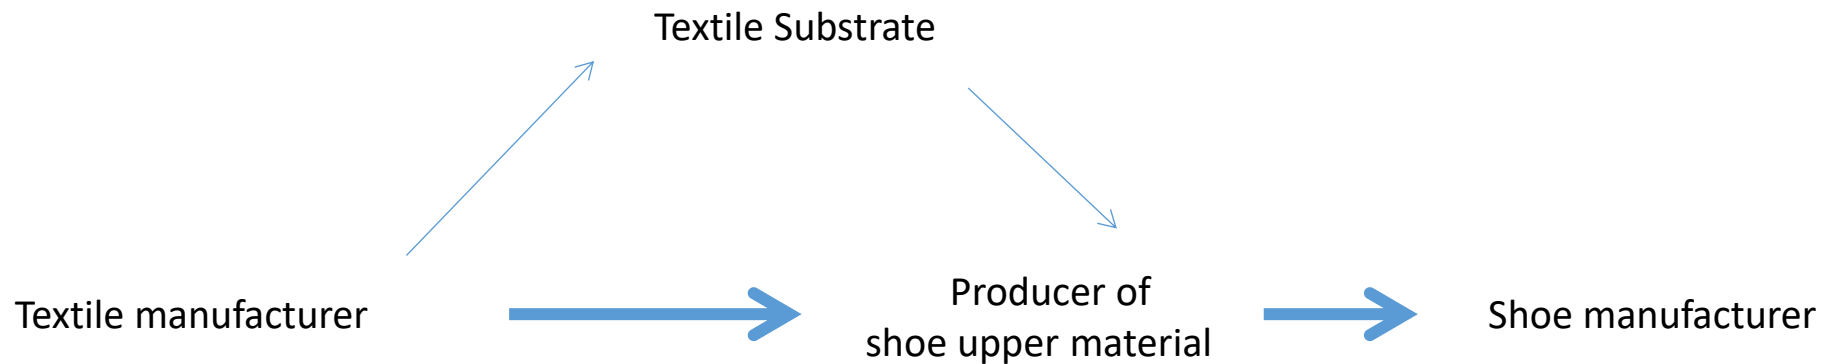 Textile Substrate
Textile manufacturer
Producer of
shoe upper material
Shoe manufacturer